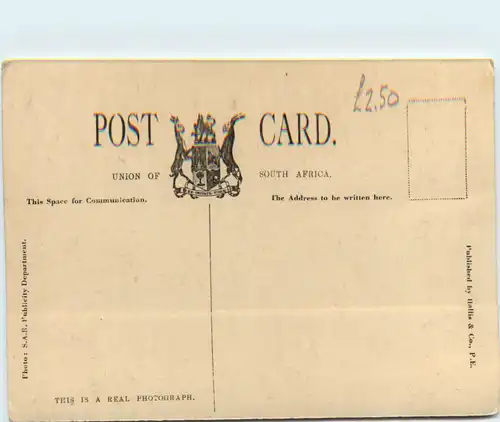 £2.50
POST CARD.
UNION OF SOUTH AFRICA.
This Space for Communication.
The Address to be written here.
Photo: S.A.R. Publicity Department.
Published by Hallis & Co., P.E.
THIS IS A REAL PHOTOGRAPH.